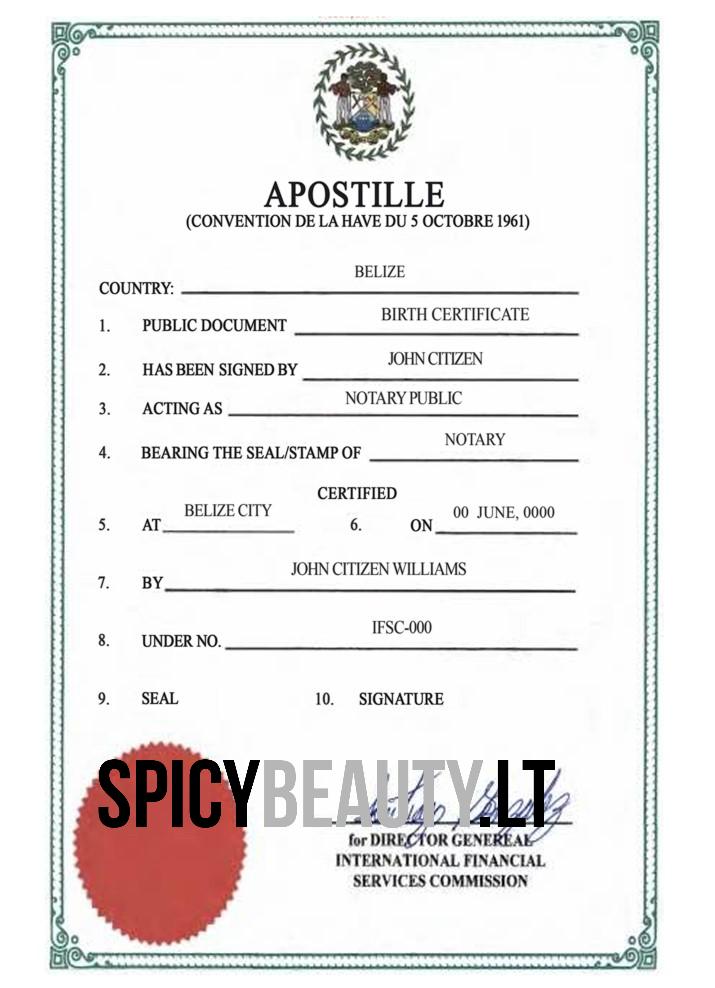 APOSTILLE
(CONVENTION DE LA HAVE DU 5 OCTOBRE 1961)
COUNTRY: BELIZE
1. PUBLIC DOCUMENT BIRTH CERTIFICATE
2. HAS BEEN SIGNED BY JOHN CITIZEN
3. ACTING AS NOTARY PUBLIC
4. BEARING THE SEAL/STAMP OF NOTARY
CERTIFIED
5. AT BELIZE CITY 6. ON 00 JUNE, 0000
7. BY JOHN CITIZEN WILLIAMS
8. UNDER NO. IFSC-000
9. SEAL 10. SIGNATURE
SPICYBEAUTY.LT
for DIRECTOR GENEREAL
INTERNATIONAL FINANCIAL
SERVICES COMMISSION